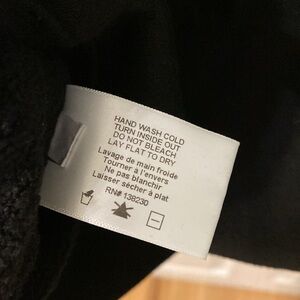 HAND WASH COLD
TURN INSIDE OUT
DO NOT BLEACH
LAY FLAT TO DRY
Lavage de main froide
Tourner à l'envers
Ne pas blanchir
Laisser sécher à plat
RN# 138230